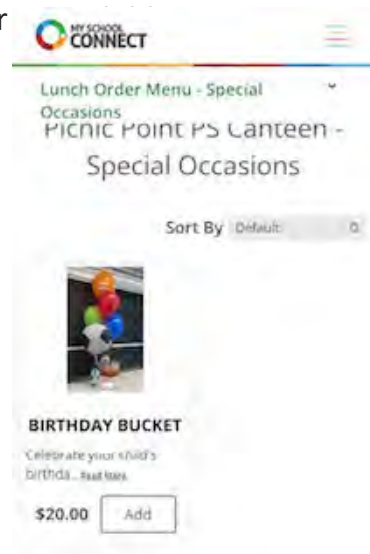 r
MY SCHOOL
CONNECT
Lunch Order Menu - Special
Occasions
Picnic Point PS Canteen -
Special Occasions
Sort By Default
BIRTHDAY BUCKET
Celebrate your child's
birthda... Read More
$20.00 Add